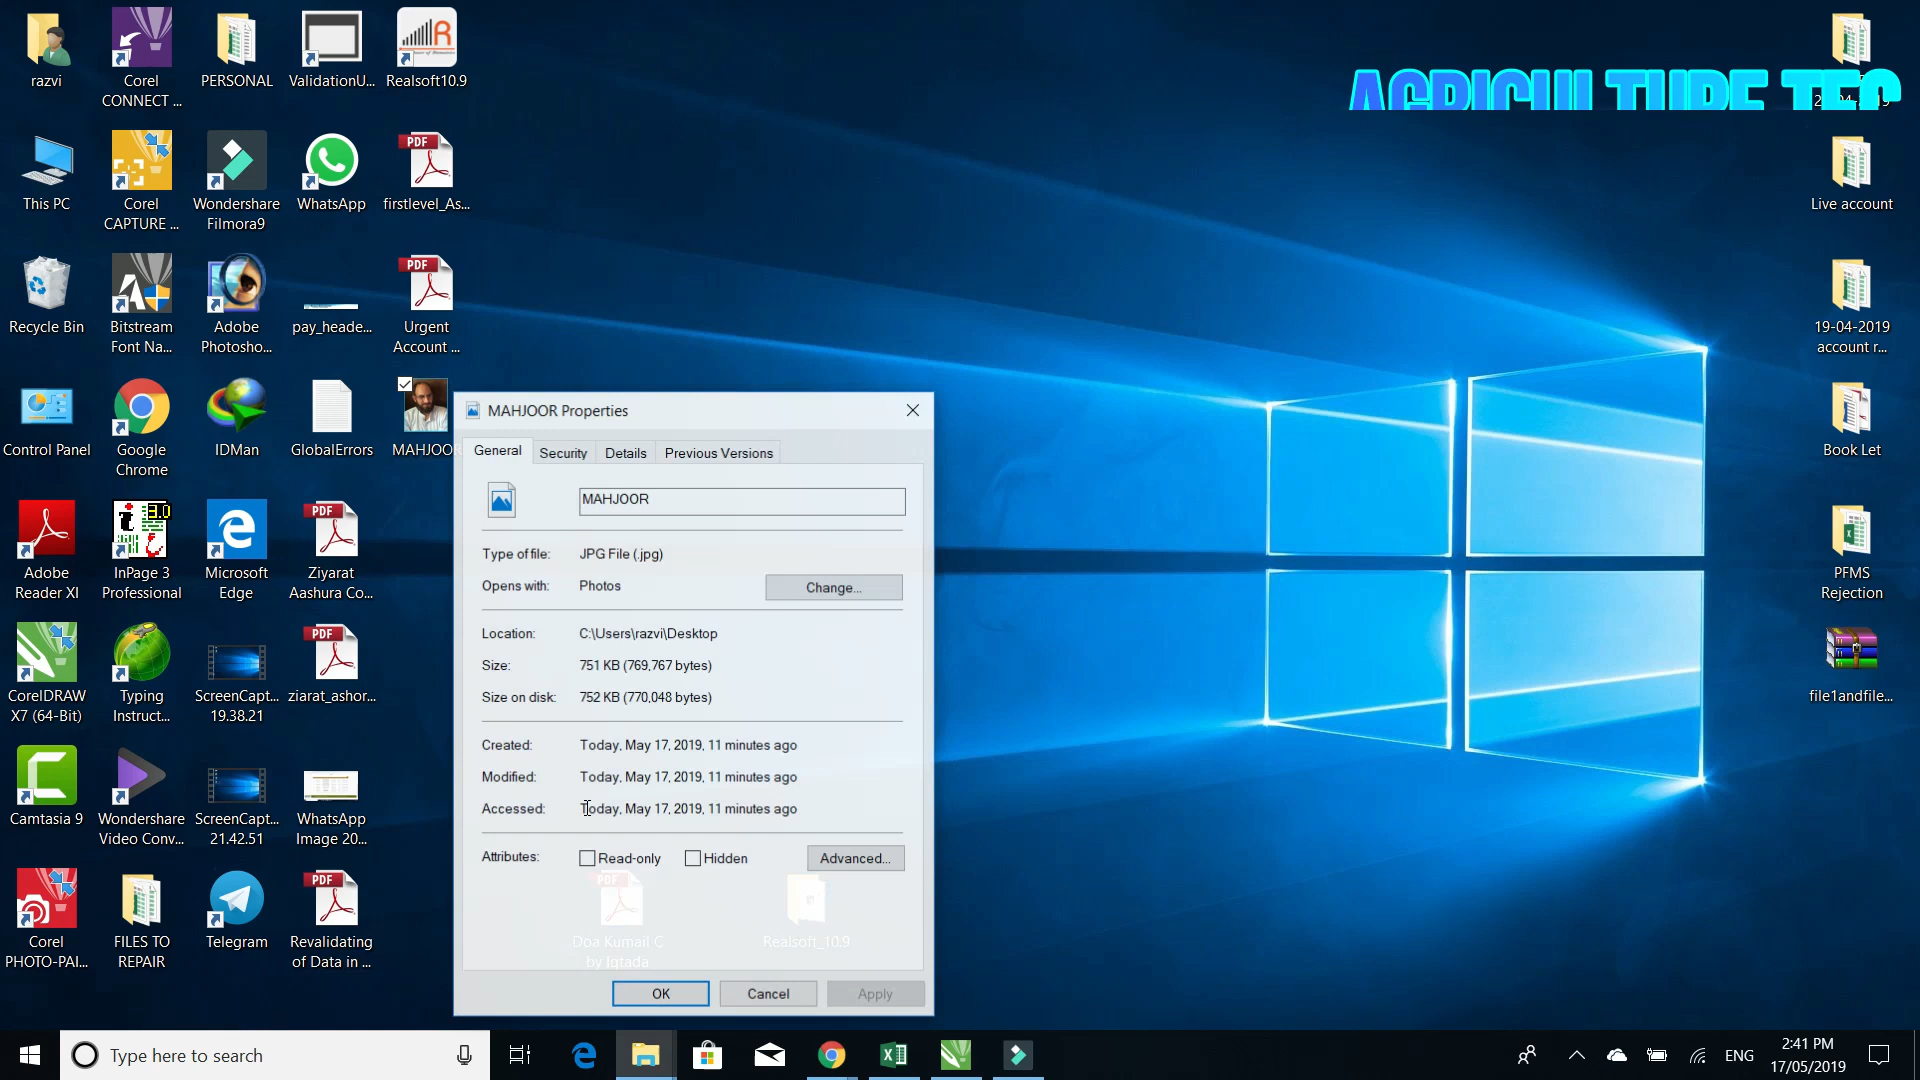 razvi
Corel
CONNECT ...
PERSONAL
ValidationU...
Realsoft10.9
AGRICULTURE TEC
This PC
Corel
CAPTURE ...
Wondershare
Filmora9
WhatsApp
PDF
firstlevel_As...
Live account
Recycle Bin
Bitstream
Font Na...
Adobe
Photosho...
pay_heade...
PDF
Urgent
Account ...
19-04-2019
account r...
Control Panel
Google
Chrome
IDMan
GlobalErrors
MAHJOOR
Book Let
MAHJOOR Properties
General
Security
Details
Previous Versions
MAHJOOR
Type of file:
JPG File (.jpg)
Opens with:
Photos
Change...
Location:
C:\Users\razvi\Desktop
Size:
751 KB (769,767 bytes)
Size on disk:
752 KB (770,048 bytes)
Created:
Today, May 17, 2019, 11 minutes ago
Modified:
Today, May 17, 2019, 11 minutes ago
Accessed:
Today, May 17, 2019, 11 minutes ago
Attributes:
Read-only
Hidden
Advanced...
PDF
Doa Kumail C
by Iqtada
Realsoft_10.9
OK
Cancel
Apply
Adobe
Reader XI
3.0
InPage 3
Professional
Microsoft
Edge
PDF
Ziyarat
Aashura Co...
PFMS
Rejection
CorelDRAW
X7 (64-Bit)
Typing
Instruct...
ScreenCapt...
19.38.21
PDF
ziarat_ashor...
file1andfile...
Camtasia 9
Wondershare
Video Conv...
ScreenCapt...
21.42.51
WhatsApp
Image 20...
Corel
PHOTO-PAI...
FILES TO
REPAIR
Telegram
PDF
Revalidating
of Data in ...
Type here to search
ENG
2:41 PM
17/05/2019